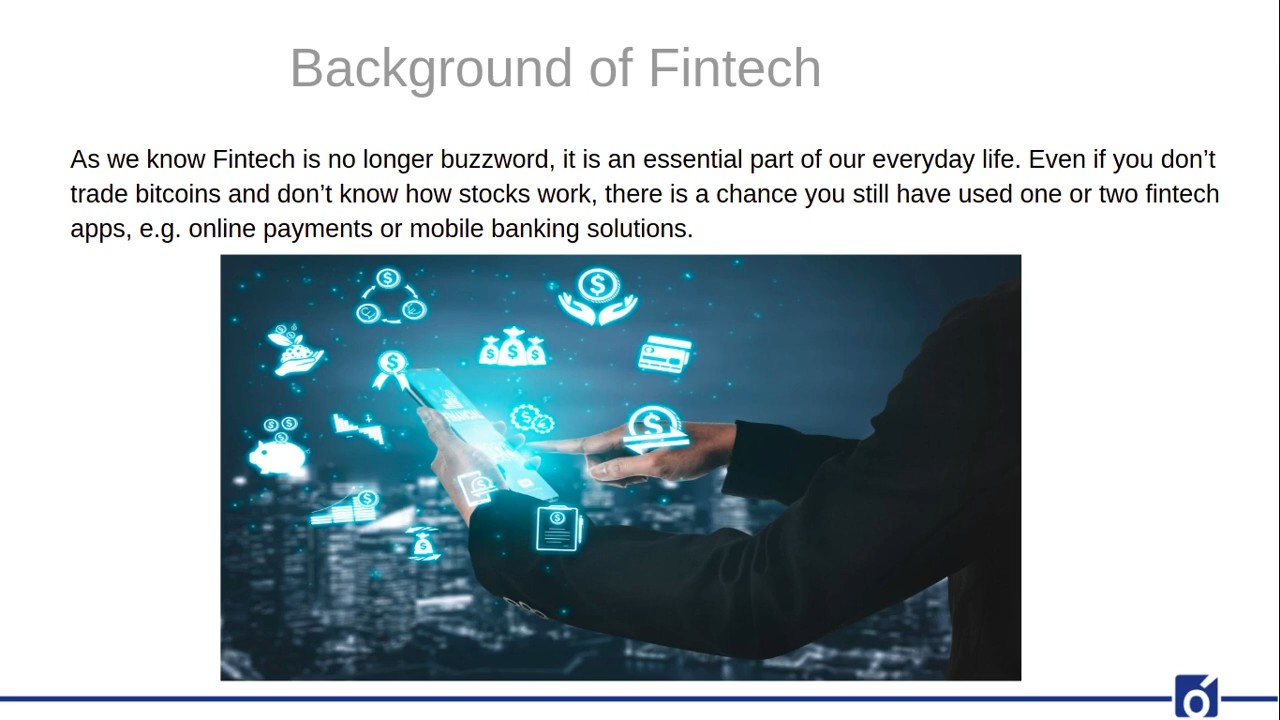 Background of Fintech
As we know Fintech is no longer buzzword, it is an essential part of our everyday life. Even if you don’t
trade bitcoins and don’t know how stocks work, there is a chance you still have used one or two fintech
apps, e.g. online payments or mobile banking solutions.